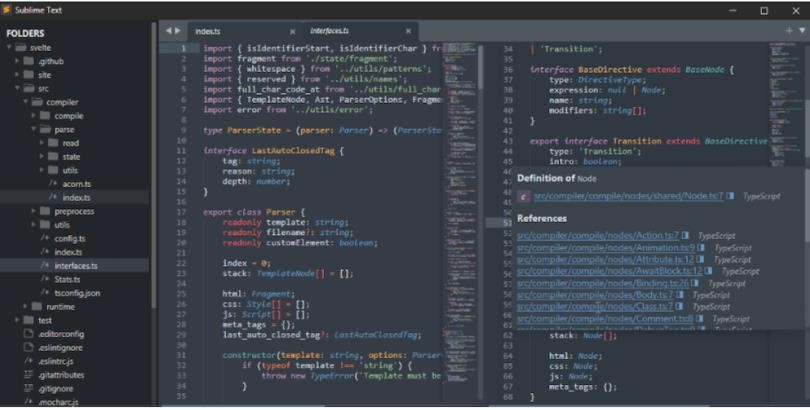 Sublime Text
FOLDERS
svelte
.github
site
src
compiler
compile
parse
read
state
utils
acorn.ts
index.ts
preprocess
utils
config.ts
index.ts
interfaces.ts
Stats.ts
tsconfig.json
runtime
test
.editorconfig
.eslintignore
.eslintrc.js
.gitattributes
.gitignore
.mocharc.js
index.ts
interfaces.ts
1 import { isIdentifierStart, isIdentifierChar }
2 import fragment from './state/fragment';
3 import { whitespace } from '../utils/patterns';
4 import { reserved } from '../utils/names';
5 import full_char_code_at from '../utils/full_char
6 import { TemplateNode, Ast, ParserOptions, Fragme
7 import error from '../utils/error';
8
9 type ParserState = (parser: Parser) => (ParserSta
10
11 interface LastAutoClosedTag {
12 tag: string;
13 reason: string;
14 depth: number;
15 }
16
17 export class Parser {
18 readonly template: string;
19 readonly filename?: string;
20 readonly customElement: boolean;
21
22 index = 0;
23 stack: TemplateNode[] = [];
24
25 html: Fragment;
26 css: Style[] = [];
27 js: Script[] = [];
28 meta_tags = {};
29 last_auto_closed_tag?: LastAutoClosedTag;
30
31 constructor(template: string, options: Parser
32 if (typeof template !== 'string') {
33 throw new TypeError('Template must be
34 }
35
34 | 'Transition';
35
36 interface BaseDirective extends BaseNode {
37 type: DirectiveType;
38 expression: null | Node;
39 name: string;
40 modifiers: string[];
41 }
42
43 export interface Transition extends BaseDirective
44 type: 'Transition';
45 intro: boolean;
Definition of Node
c src/compiler/compile/nodes/shared/Node.ts:7 TypeScript
References
src/compiler/compile/nodes/Action.ts:7 TypeScript
src/compiler/compile/nodes/Animation.ts:9 TypeScript
src/compiler/compile/nodes/Attribute.ts:12 TypeScript
src/compiler/compile/nodes/AwaitBlock.ts:12 TypeScript
src/compiler/compile/nodes/Binding.ts:26 TypeScript
src/compiler/compile/nodes/Body.ts:7 TypeScript
src/compiler/compile/nodes/Class.ts:7 TypeScript
src/compiler/compile/nodes/Comment.ts:8 TypeScript
62 stack: Node[];
63
64 html: Node;
65 css: Node;
66 js: Node;
67 meta_tags: {};
68 }